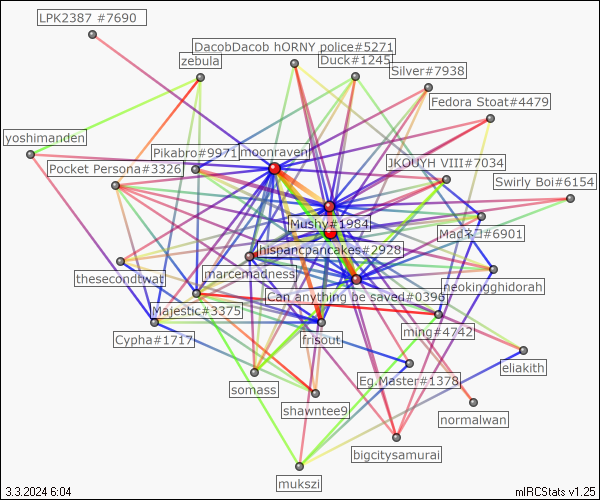 LPK2387 #7690
DacobDacob hORNY police#5271
zebula
Duck#1245
Silver#7938
Fedora Stoat#4479
yoshimanden
Pikabro#9971
moonraven
Pocket Persona#3326
JKOUYH VIII#7034
Swirly Boi#6154
Mushy#1984
Madネコ#6901
hispancpancakes#2928
thesecondtwat
marcemadness
neokingghidorah
Can anything be saved#0396
Majestic#3375
Cypha#1717
frisout
ming#4742
eliakith
somass
Eg.Master#1378
shawntee9
normalwan
bigcitysamurai
mukszi
3.3.2024 6:04
mIRCStats v1.25